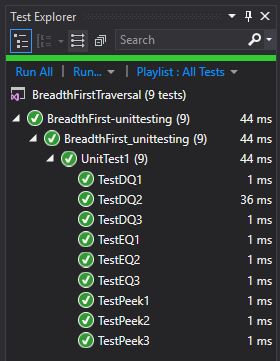 Test Explorer
Search
Run All | Run... | Playlist : All Tests
BreadthFirstTraversal (9 tests)
BreadthFirst-unittesting (9) 44 ms
BreadthFirst_unittesting (9) 44 ms
UnitTest1 (9) 44 ms
TestDQ1 1 ms
TestDQ2 36 ms
TestDQ3 1 ms
TestEQ1 1 ms
TestEQ2 1 ms
TestEQ3 1 ms
TestPeek1 1 ms
TestPeek2 1 ms
TestPeek3 1 ms